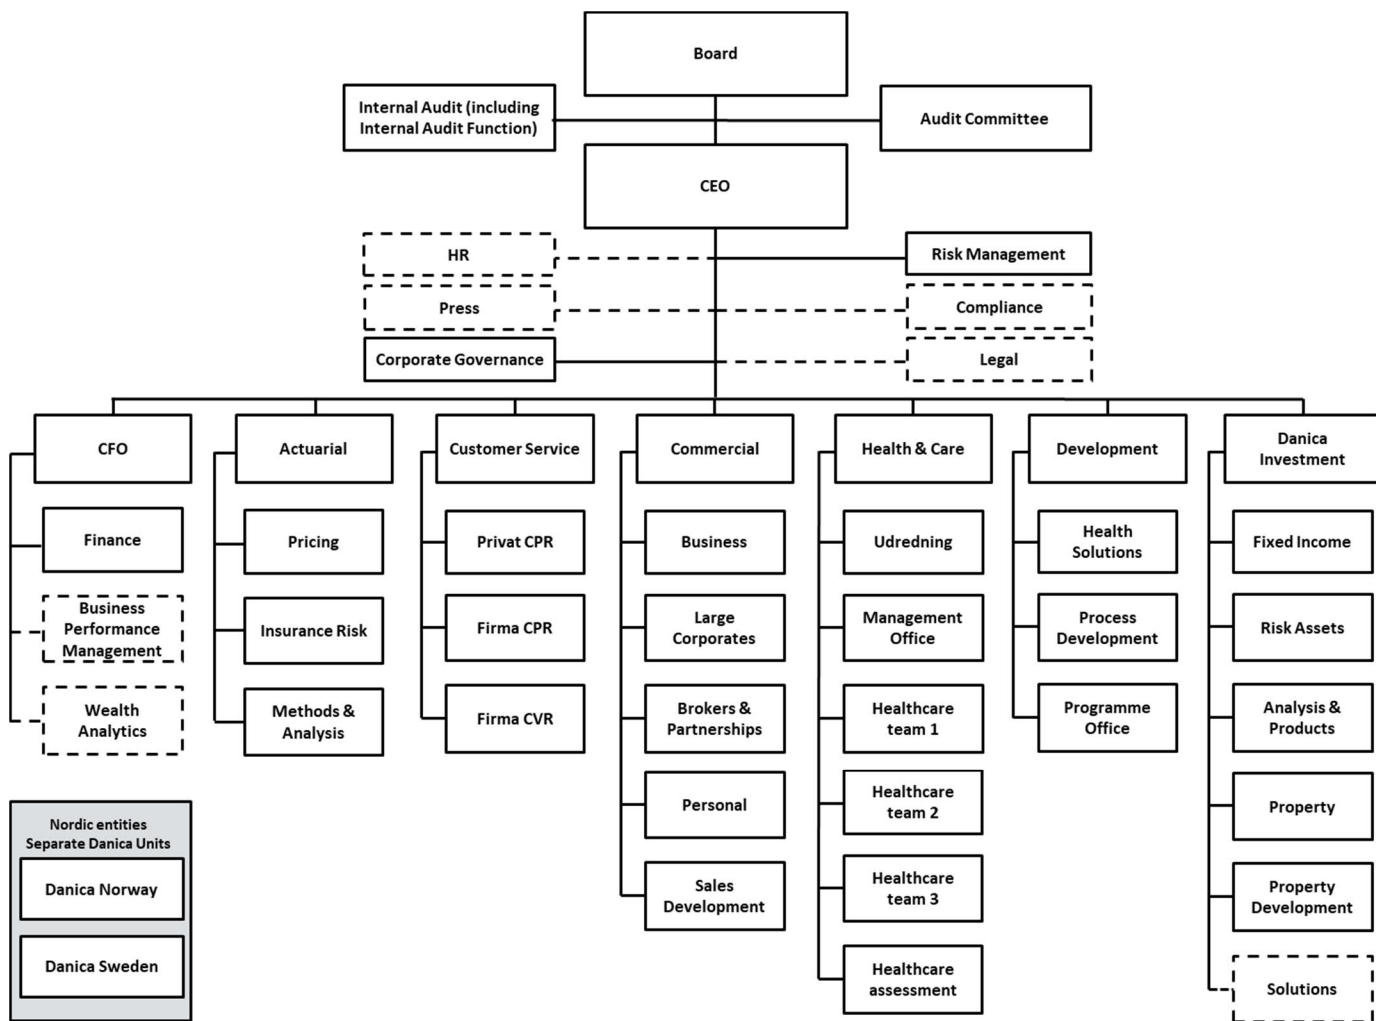 Board
Internal Audit (including
Internal Audit Function)
Audit Committee
CEO
HR
Risk Management
Press
Compliance
Corporate Governance
Legal
CFO
Actuarial
Customer Service
Commercial
Health & Care
Development
Danica
Investment
Finance
Business
Performance
Management
Wealth
Analytics
Pricing
Insurance Risk
Methods &
Analysis
Privat CPR
Firma CPR
Firma CVR
Business
Large
Corporates
Brokers &
Partnerships
Personal
Sales
Development
Udredning
Management
Office
Healthcare
team 1
Healthcare
team 2
Healthcare
team 3
Healthcare
assessment
Health
Solutions
Process
Development
Programme
Office
Fixed Income
Risk Assets
Analysis &
Products
Property
Property
Development
Solutions
Nordic entities
Separate Danica Units
Danica Norway
Danica Sweden